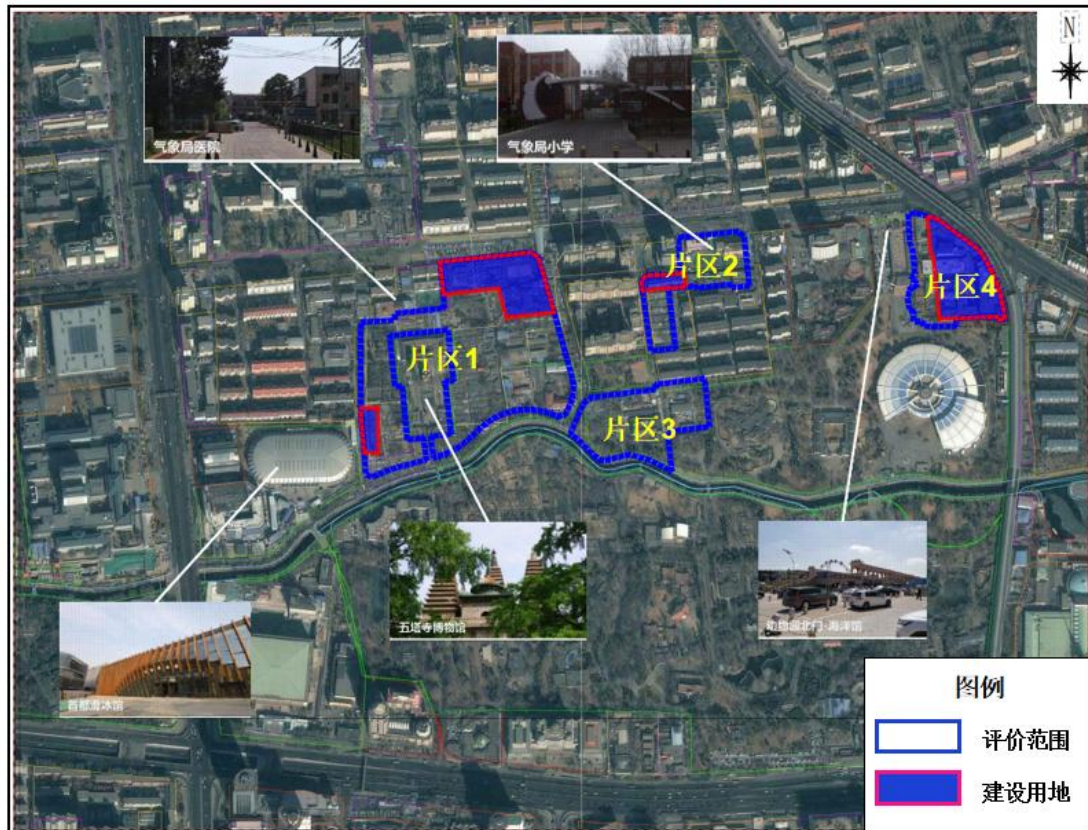 N
气象局医院
气象局小学
片区2
片区4
片区1
片区3
五塔寺博物馆
动物园北门-海洋馆
首都滑冰馆
图例
评价范围
建设用地